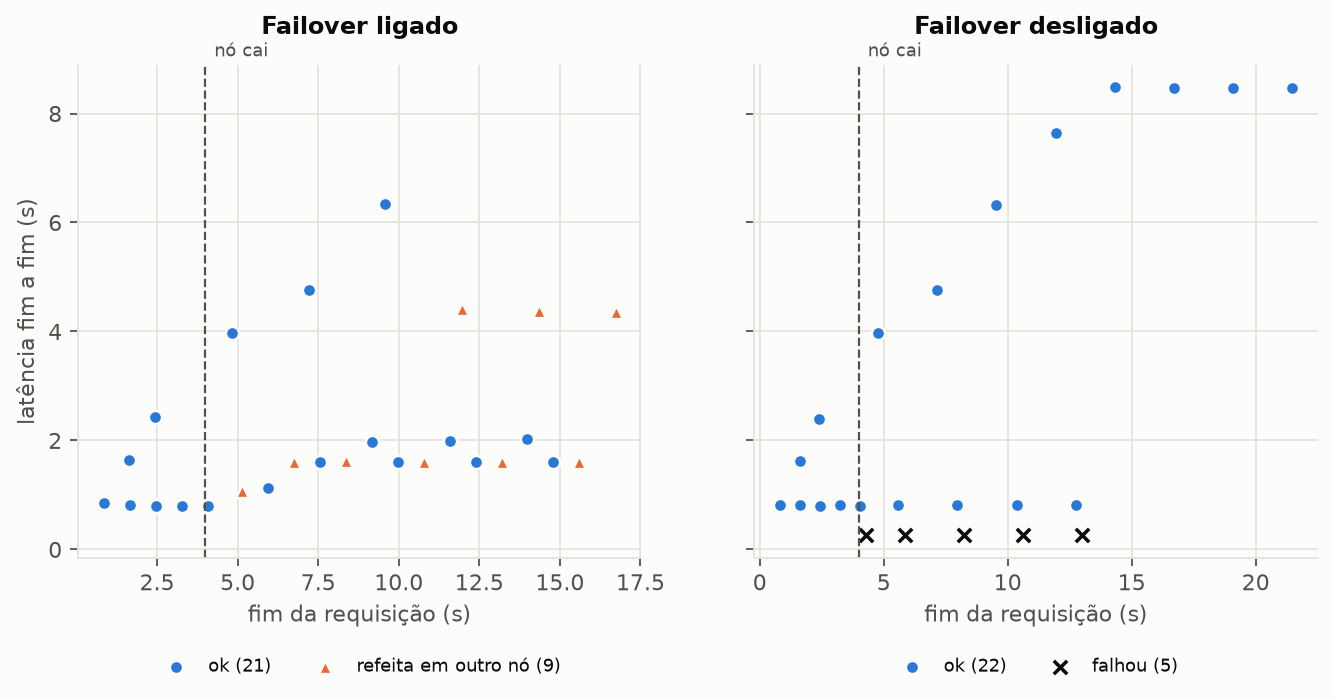 Failover ligado
nó cai
latência fim a fim (s)
8
6
4
2
0
2.5 5.0 7.5 10.0 12.5 15.0 17.5
fim da requisição (s)
ok (21) refeita em outro nó (9)
Failover desligado
nó cai
0 5 10 15 20
fim da requisição (s)
ok (22) falhou (5)